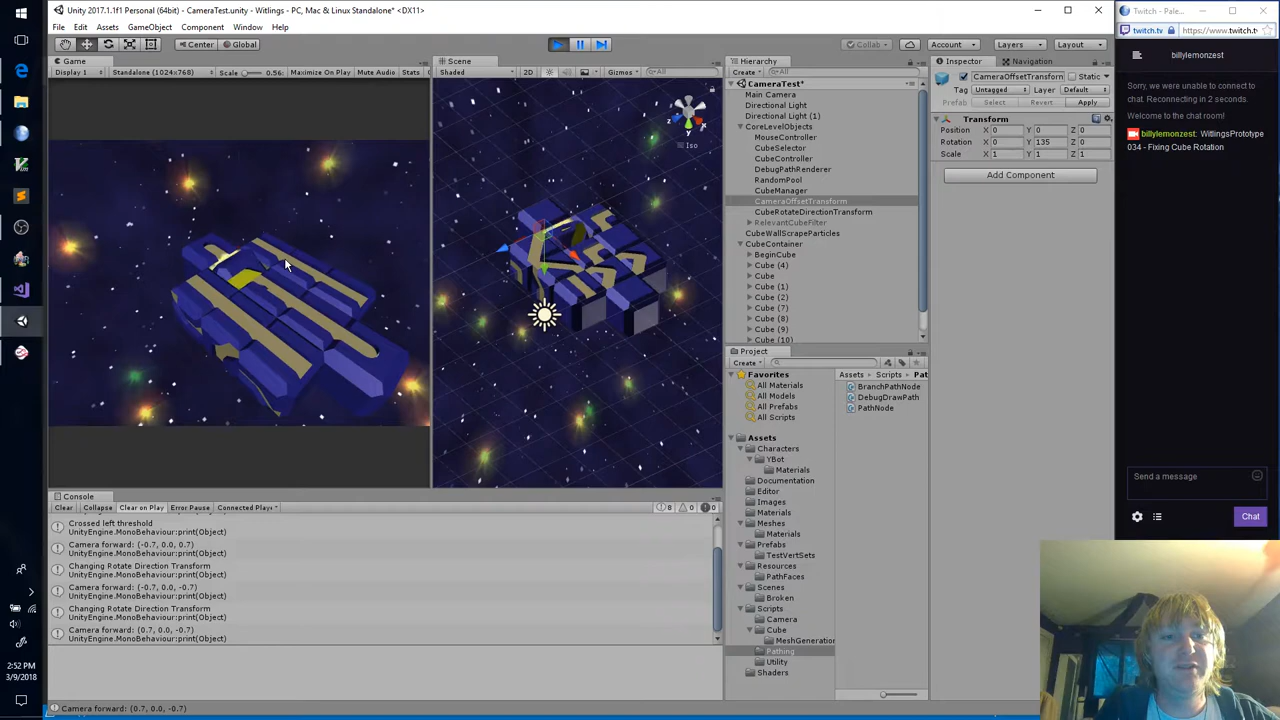 Unity 2017.1.1f1 Personal (64bit) - CameraTest.unity - Witlings - PC, Mac & Linux Standalone* <DX11>
File Edit Assets GameObject Component Window Help
Center Global
Collab Account Layers Layout
Game
Display 1 Standalone (1024x768) Scale 0.56: Maximize On Play Mute Audio Stats
Scene
Shaded 2D Gizmos All
Iso
Hierarchy
Create All
CameraTest*
Main Camera
Directional Light
Directional Light (1)
CoreLevelObjects
MouseController
CubeSelector
CubeController
DebugPathRenderer
RandomPool
CubeManager
CameraOffsetTransform
CubeRotateDirectionTransform
RelevantCubeFilter
CubeWallScrapeParticles
CubeContainer
BeginCube
Cube (4)
Cube
Cube (1)
Cube (2)
Cube (7)
Cube (8)
Cube (9)
Cube (10)
Project
Create
Favorites
All Materials
All Models
All Prefabs
All Scripts
Assets
Characters
YBot
Materials
Documentation
Editor
Images
Materials
Meshes
Materials
Prefabs
TestVertSets
Resources
PathFaces
Scenes
Broken
Scripts
Camera
Cube
MeshGeneration
Pathing
Utility
Shaders
Assets Scripts Pat
BranchPathNode
DebugDrawPath
PathNode
Inspector Navigation
CameraOffsetTransform Static
Tag Untagged Layer Default
Prefab Select Revert Apply
Transform
Position X 0 Y 0 Z 0
Rotation X 0 Y 135 Z 0
Scale X 1 Y 1 Z 1
Add Component
Console
Clear Collapse Clear on Play Error Pause Connected Playe
8 0 0
Crossed left threshold
UnityEngine.MonoBehaviour:print(Object)
Camera forward: (-0.7, 0.0, 0.7)
UnityEngine.MonoBehaviour:print(Object)
Changing Rotate Direction Transform
UnityEngine.MonoBehaviour:print(Object)
Camera forward: (-0.7, 0.0, -0.7)
UnityEngine.MonoBehaviour:print(Object)
Changing Rotate Direction Transform
UnityEngine.MonoBehaviour:print(Object)
Camera forward: (0.7, 0.0, -0.7)
UnityEngine.MonoBehaviour:print(Object)
Camera forward: (0.7, 0.0, -0.7)
2:52 PM
3/9/2018
Twitch - Pale
twitch.tv https://www.twitch.tv
billylemonzest
Sorry, we were unable to connect to
chat. Reconnecting in 2 seconds.
Welcome to the chat room!
billylemonzest: WitlingsPrototype
034 - Fixing Cube Rotation
Send a message
Chat